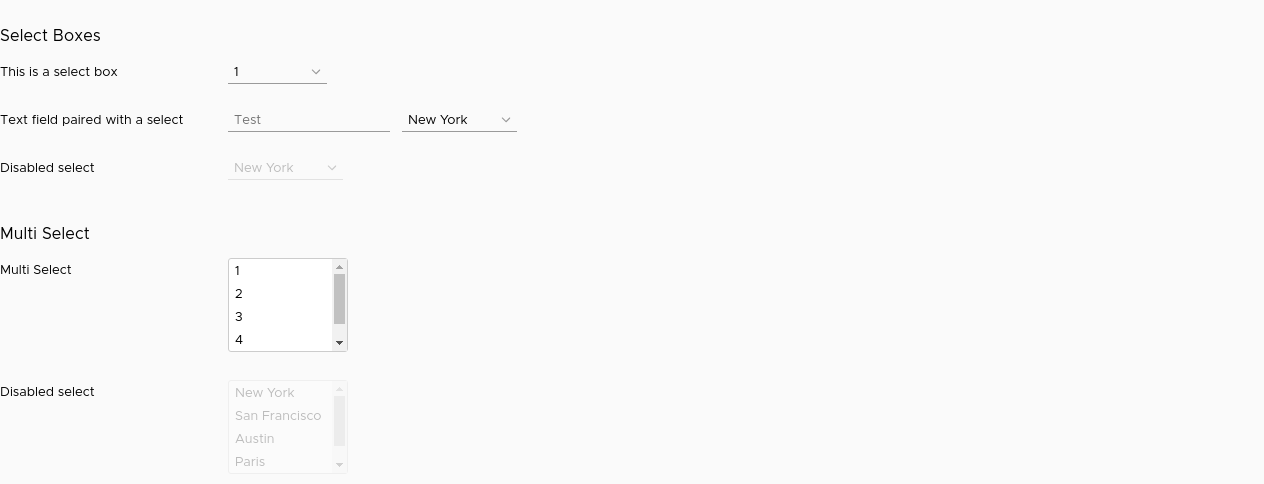 Select Boxes
This is a select box 1
Text field paired with a select Test New York
Disabled select New York
Multi Select
Multi Select 1
2
3
4
Disabled select New York
San Francisco
Austin
Paris